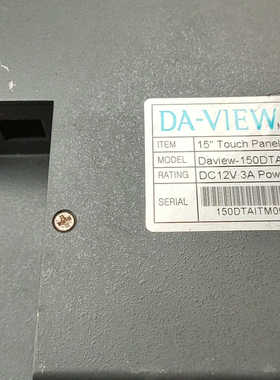 DA-VIEW
ITEM 15" Touch Panel
MODEL Daview-150DTA
RATING DC12V 3A Pow
SERIAL
150DTAITM0